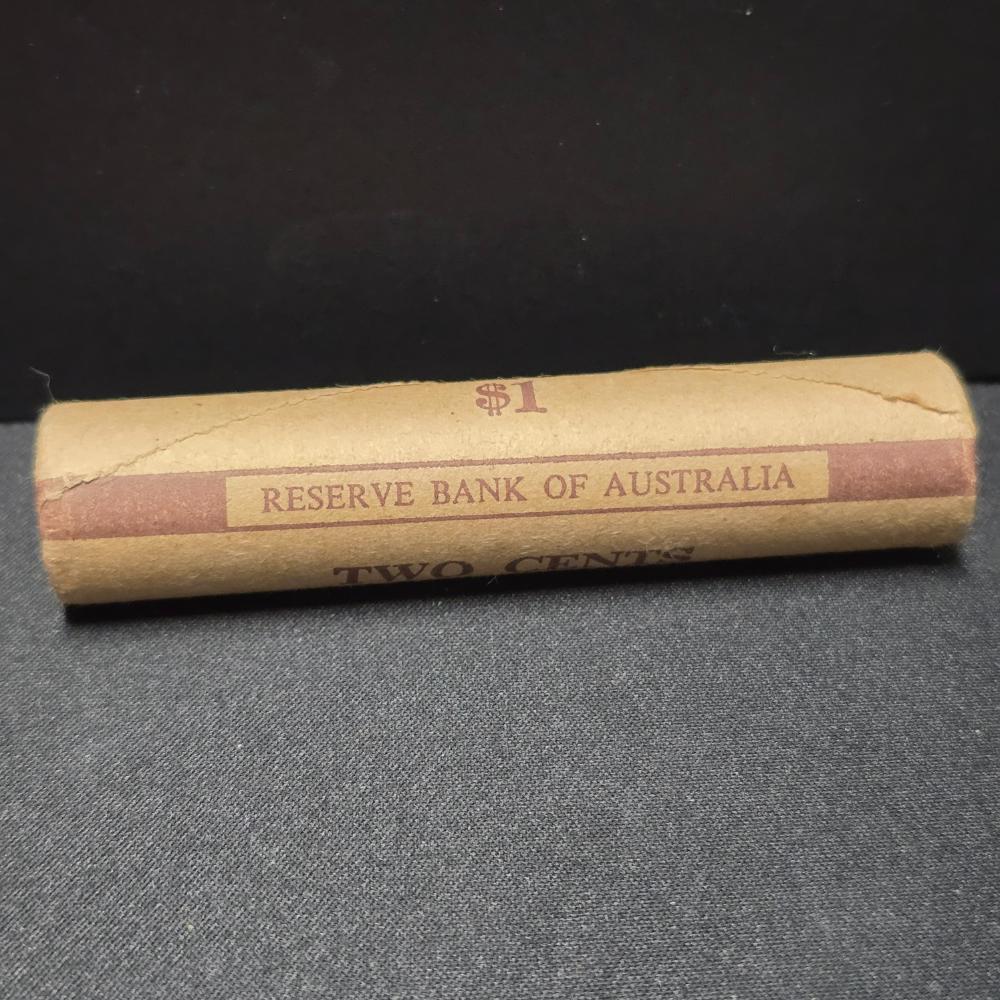 $1
RESERVE BANK OF AUSTRALIA
TWO CENTS